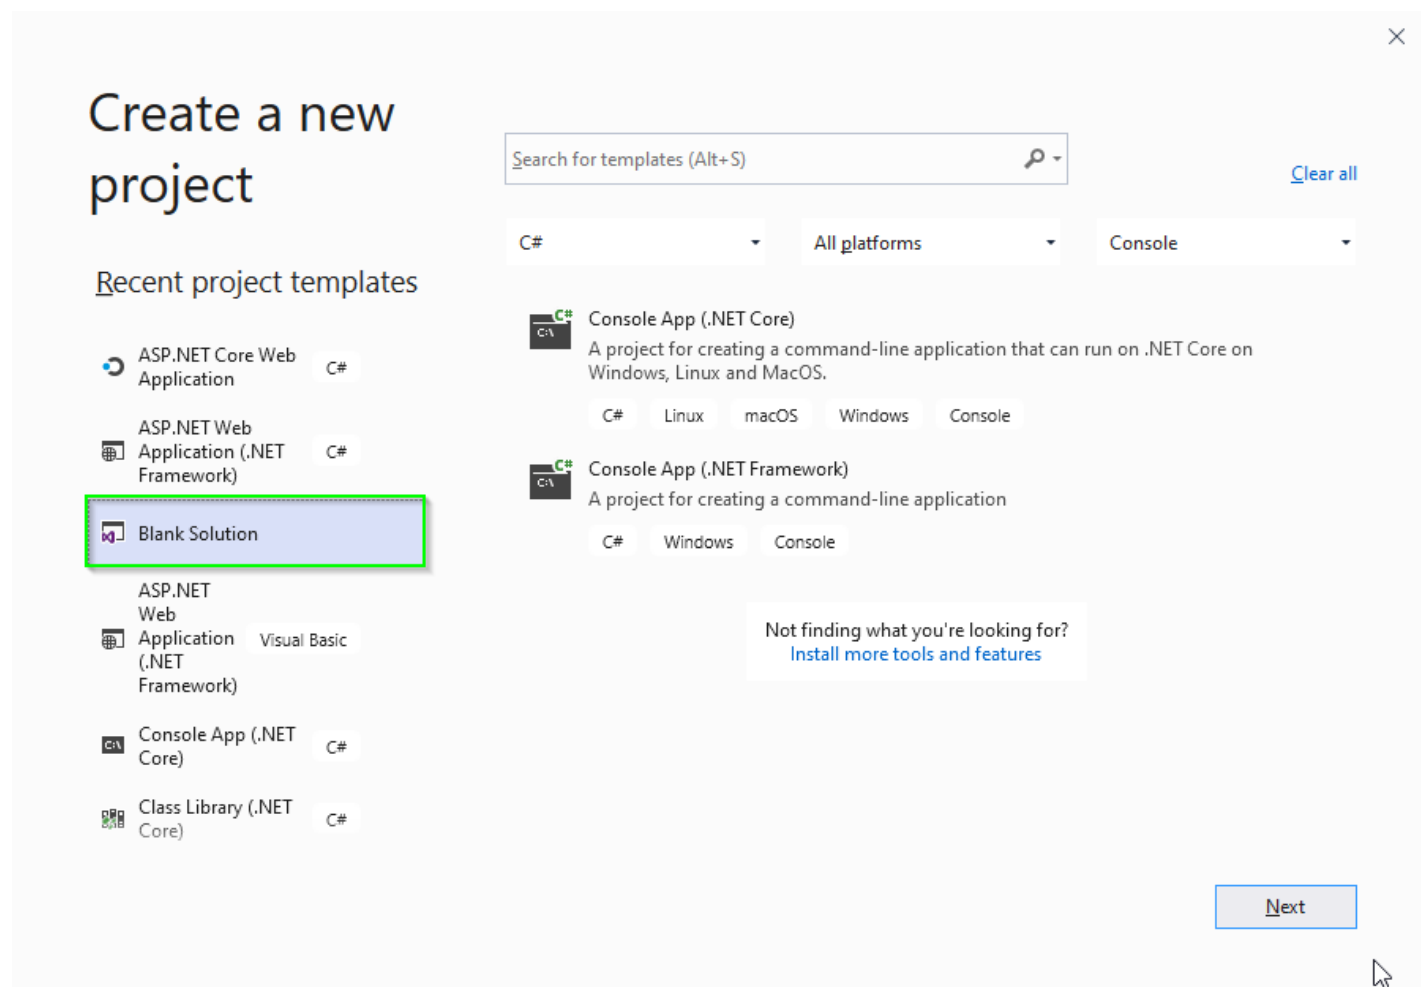 Create a new
project
Recent project templates
ASP.NET Core Web
Application
C#
ASP.NET Web
Application (.NET
Framework)
C#
Blank Solution
ASP.NET
Web
Application
(.NET
Framework)
Visual Basic
Console App (.NET
Core)
C#
Class Library (.NET
Core)
C#
Search for templates (Alt+S)
Clear all
C#
All platforms
Console
C#
C:\
Console App (.NET Core)
A project for creating a command-line application that can run on .NET Core on
Windows, Linux and MacOS.
C# Linux macOS Windows Console
C#
C:\
Console App (.NET Framework)
A project for creating a command-line application
C# Windows Console
Not finding what you're looking for?
Install more tools and features
Next